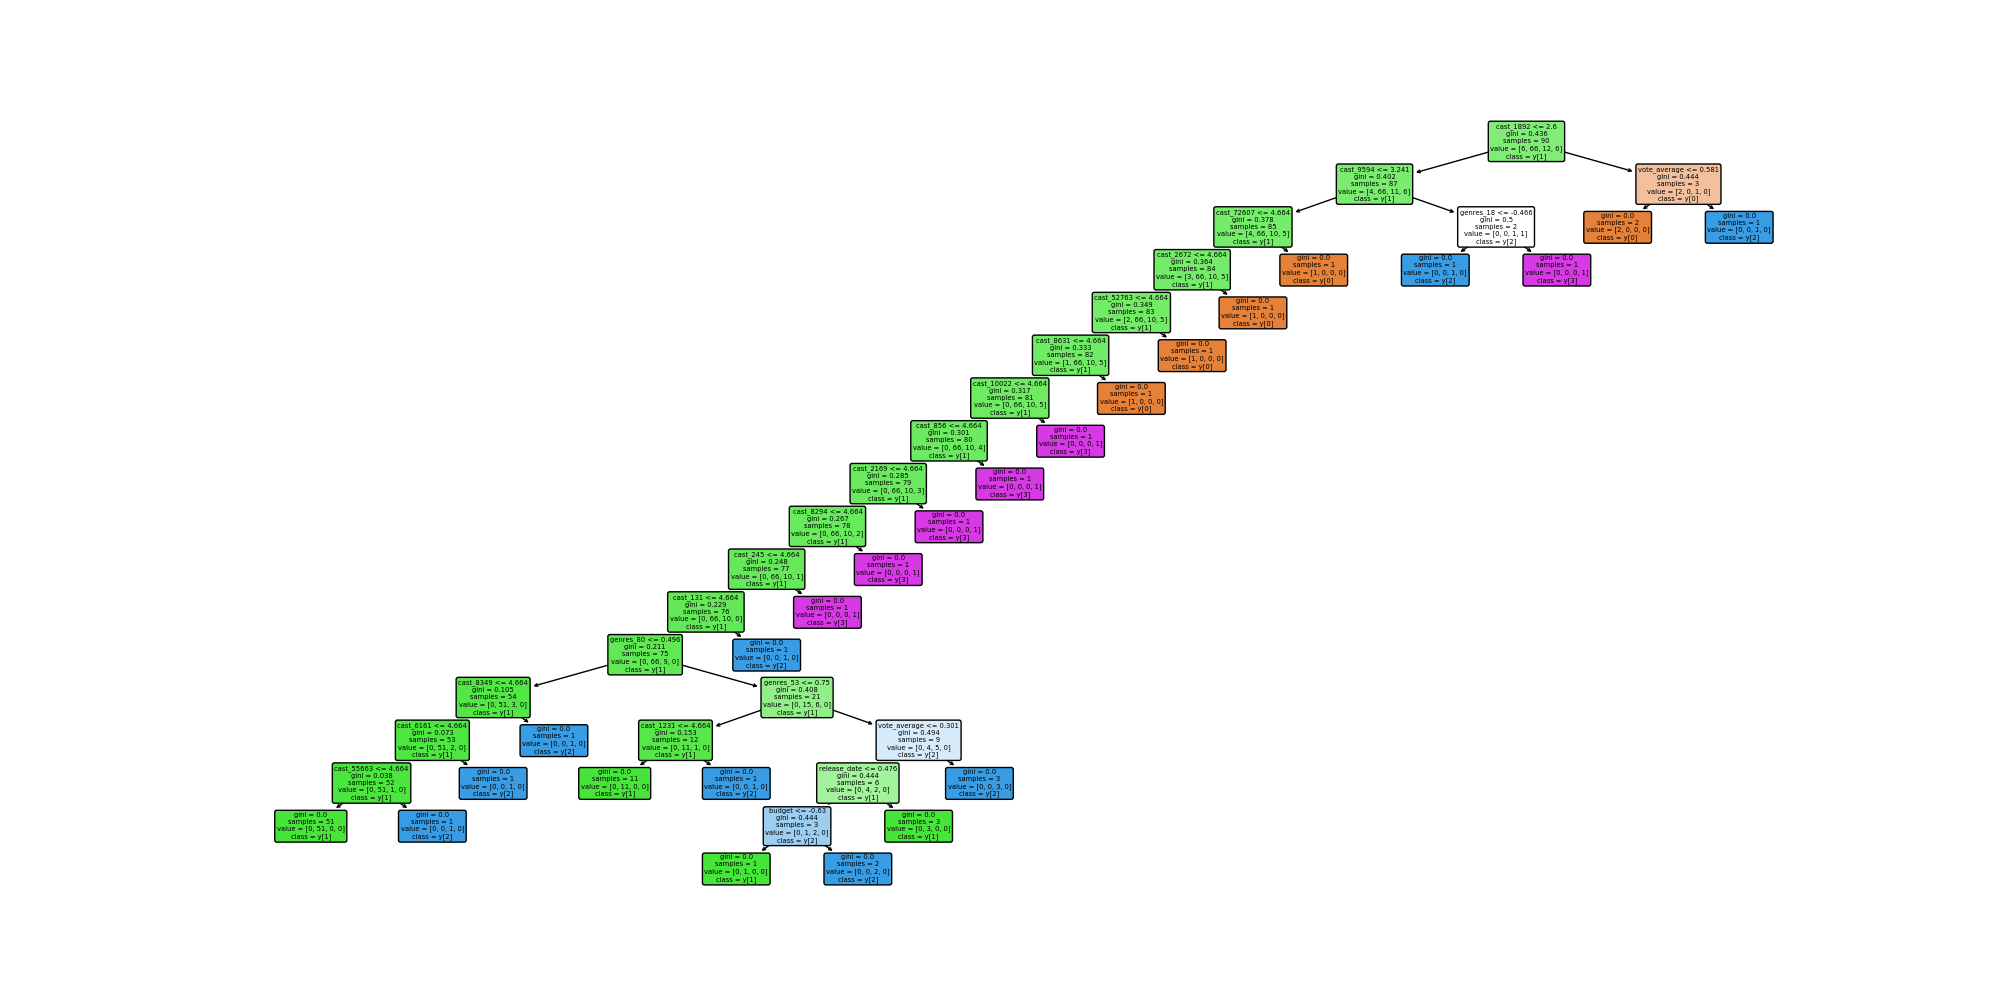 cast_1892 <= 2.6
gini = 0.436
samples = 90
value = [6, 66, 12, 6]
class = y[1]
cast_9594 <= 3.241
gini = 0.402
samples = 87
value = [4, 66, 11, 6]
class = y[1]
vote_average <= 0.581
gini = 0.444
samples = 3
value = [2, 0, 1, 0]
class = y[0]
cast_72607 <= 4.664
gini = 0.378
samples = 85
value = [4, 66, 10, 5]
class = y[1]
genres_18 <= -0.466
gini = 0.5
samples = 2
value = [0, 0, 1, 1]
class = y[2]
gini = 0.0
samples = 2
value = [2, 0, 0, 0]
class = y[0]
gini = 0.0
samples = 1
value = [0, 0, 1, 0]
class = y[2]
cast_2672 <= 4.664
gini = 0.364
samples = 84
value = [3, 66, 10, 5]
class = y[1]
gini = 0.0
samples = 1
value = [1, 0, 0, 0]
class = y[0]
gini = 0.0
samples = 1
value = [0, 0, 1, 0]
class = y[2]
gini = 0.0
samples = 1
value = [0, 0, 0, 1]
class = y[3]
cast_52763 <= 4.664
gini = 0.349
samples = 83
value = [2, 66, 10, 5]
class = y[1]
gini = 0.0
samples = 1
value = [1, 0, 0, 0]
class = y[0]
cast_8631 <= 4.664
gini = 0.333
samples = 82
value = [1, 66, 10, 5]
class = y[1]
gini = 0.0
samples = 1
value = [1, 0, 0, 0]
class = y[0]
cast_10022 <= 4.664
gini = 0.317
samples = 81
value = [0, 66, 10, 5]
class = y[1]
gini = 0.0
samples = 1
value = [1, 0, 0, 0]
class = y[0]
cast_856 <= 4.664
gini = 0.301
samples = 80
value = [0, 66, 10, 4]
class = y[1]
gini = 0.0
samples = 1
value = [0, 0, 0, 1]
class = y[3]
cast_2169 <= 4.664
gini = 0.285
samples = 79
value = [0, 66, 10, 3]
class = y[1]
gini = 0.0
samples = 1
value = [0, 0, 0, 1]
class = y[3]
cast_8294 <= 4.664
gini = 0.267
samples = 78
value = [0, 66, 10, 2]
class = y[1]
gini = 0.0
samples = 1
value = [0, 0, 0, 1]
class = y[3]
cast_245 <= 4.664
gini = 0.248
samples = 77
value = [0, 66, 10, 1]
class = y[1]
gini = 0.0
samples = 1
value = [0, 0, 0, 1]
class = y[3]
cast_131 <= 4.664
gini = 0.229
samples = 76
value = [0, 66, 10, 0]
class = y[1]
gini = 0.0
samples = 1
value = [0, 0, 0, 1]
class = y[3]
genres_80 <= 0.496
gini = 0.211
samples = 75
value = [0, 66, 9, 0]
class = y[1]
gini = 0.0
samples = 1
value = [0, 0, 1, 0]
class = y[2]
cast_8349 <= 4.664
gini = 0.105
samples = 54
value = [0, 51, 3, 0]
class = y[1]
genres_53 <= 0.75
gini = 0.408
samples = 21
value = [0, 15, 6, 0]
class = y[1]
cast_6161 <= 4.664
gini = 0.073
samples = 53
value = [0, 51, 2, 0]
class = y[1]
gini = 0.0
samples = 1
value = [0, 0, 1, 0]
class = y[2]
cast_1231 <= 4.664
gini = 0.153
samples = 12
value = [0, 11, 1, 0]
class = y[1]
vote_average <= 0.301
gini = 0.494
samples = 9
value = [0, 4, 5, 0]
class = y[2]
cast_55663 <= 4.664
gini = 0.038
samples = 52
value = [0, 51, 1, 0]
class = y[1]
gini = 0.0
samples = 1
value = [0, 0, 1, 0]
class = y[2]
gini = 0.0
samples = 11
value = [0, 11, 0, 0]
class = y[1]
gini = 0.0
samples = 1
value = [0, 0, 1, 0]
class = y[2]
release_date <= 0.476
gini = 0.444
samples = 6
value = [0, 4, 2, 0]
class = y[1]
gini = 0.0
samples = 3
value = [0, 0, 3, 0]
class = y[2]
gini = 0.0
samples = 51
value = [0, 51, 0, 0]
class = y[1]
gini = 0.0
samples = 1
value = [0, 0, 1, 0]
class = y[2]
budget <= -0.63
gini = 0.444
samples = 3
value = [0, 1, 2, 0]
class = y[2]
gini = 0.0
samples = 3
value = [0, 3, 0, 0]
class = y[1]
gini = 0.0
samples = 1
value = [0, 1, 0, 0]
class = y[1]
gini = 0.0
samples = 2
value = [0, 0, 2, 0]
class = y[2]